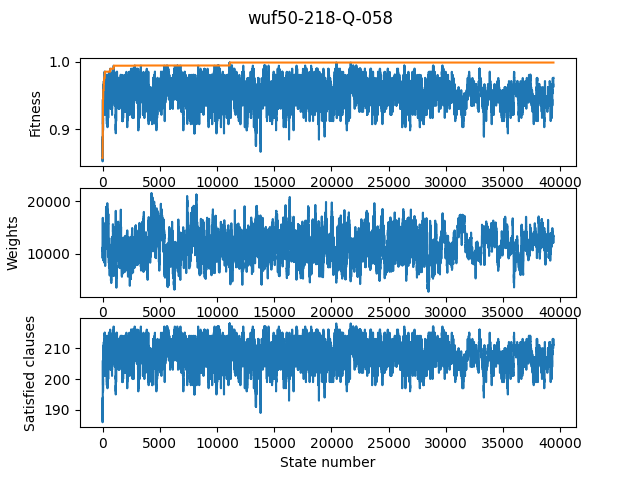 wuf50-218-Q-058
1.0
0.9
Fitness
0 5000 10000 15000 20000 25000 30000 35000 40000
20000
10000
Weights
0 5000 10000 15000 20000 25000 30000 35000 40000
210
200
190
Satisfied clauses
0 5000 10000 15000 20000 25000 30000 35000 40000
State number